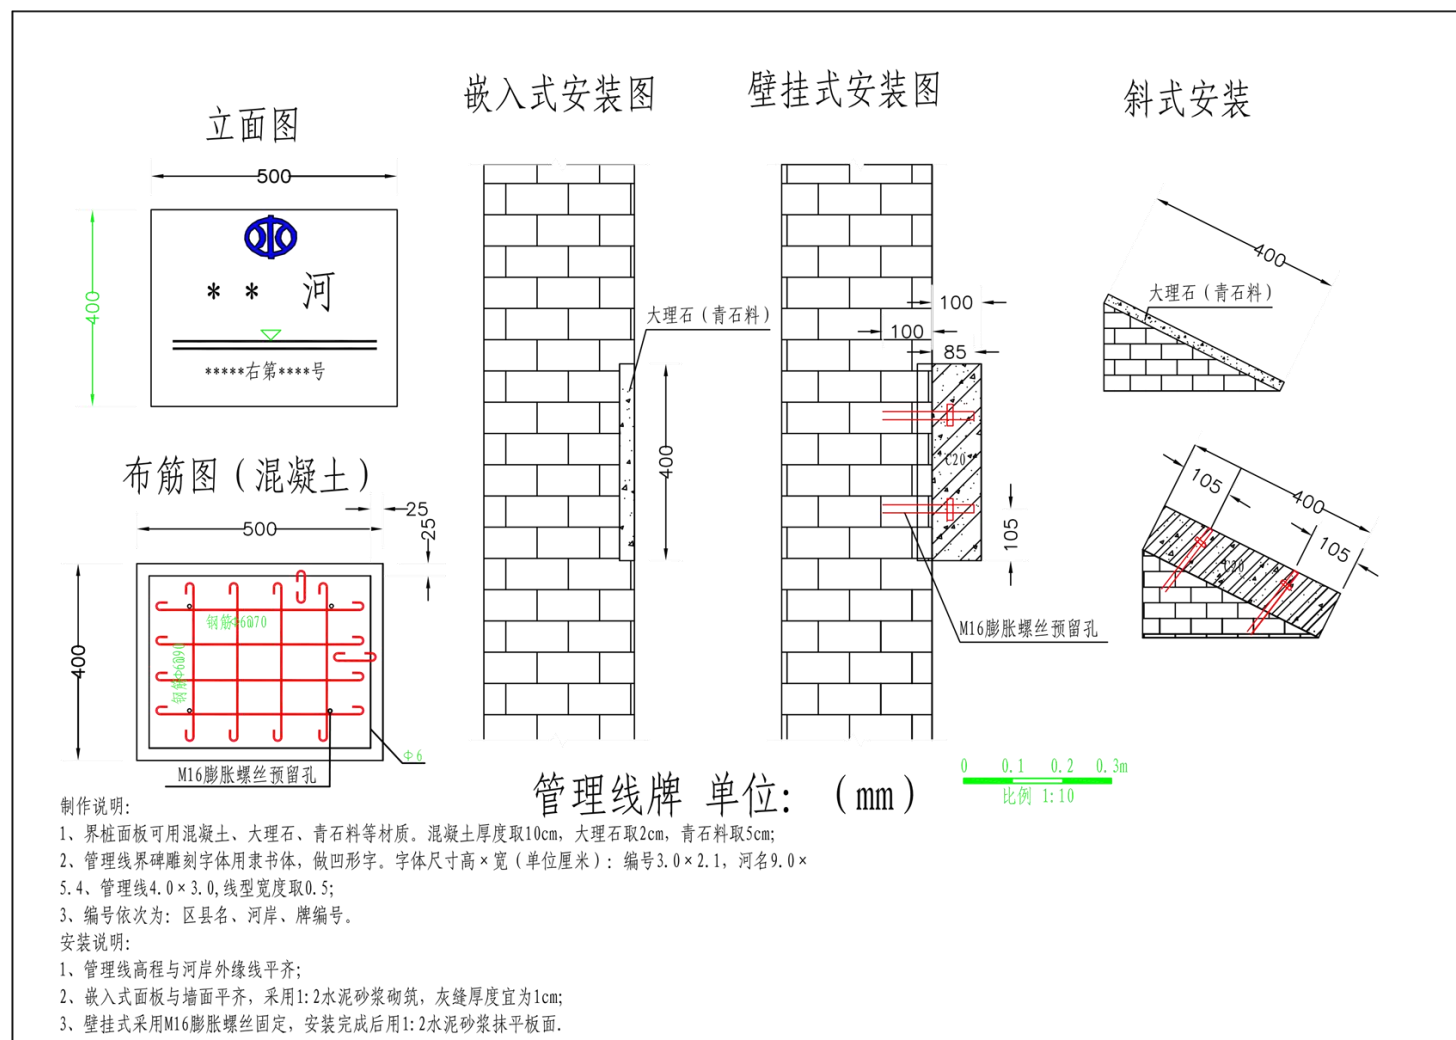 立面图
嵌入式安装图
壁挂式安装图
斜式安装
500
400
** 河
*****右第****号
大理石（青石料）
400
100
100
85
C20
105
M16膨胀螺丝预留孔
400
大理石（青石料）
105
400
105
C20
布筋图（混凝土）
500
25
25
400
钢筋Φ6@70
钢筋Φ6@90
Φ6
M16膨胀螺丝预留孔
管理线牌 单位：（mm）
0 0.1 0.2 0.3m
比例 1:10
制作说明：
1、界桩面板可用混凝土、大理石、青石料等材质。混凝土厚度取10cm，大理石取2cm，青石料取5cm；
2、管理线界碑雕刻字体用隶书体，做凹形字。字体尺寸高×宽（单位厘米）：编号3.0×2.1，河名9.0×
5.4、管理线4.0×3.0,线型宽度取0.5；
3、编号依次为：区县名、河岸、牌编号。
安装说明：
1、管理线高程与河岸外缘线平齐；
2、嵌入式面板与墙面平齐，采用1:2水泥砂浆砌筑，灰缝厚度宜为1cm；
3、壁挂式采用M16膨胀螺丝固定，安装完成后用1:2水泥砂浆抹平板面.